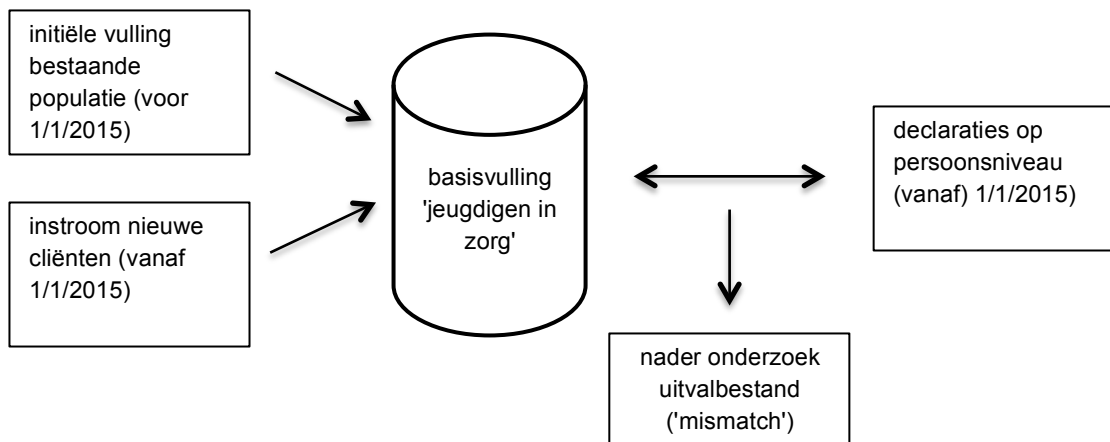 initiële vulling
bestaande
populatie (voor
1/1/2015)
instroom nieuwe
cliënten (vanaf
1/1/2015)
basisvulling
'jeugdigen in
zorg'
declaraties op
persoonsniveau
(vanaf) 1/1/2015)
nader onderzoek
uitvalbestand
('mismatch')